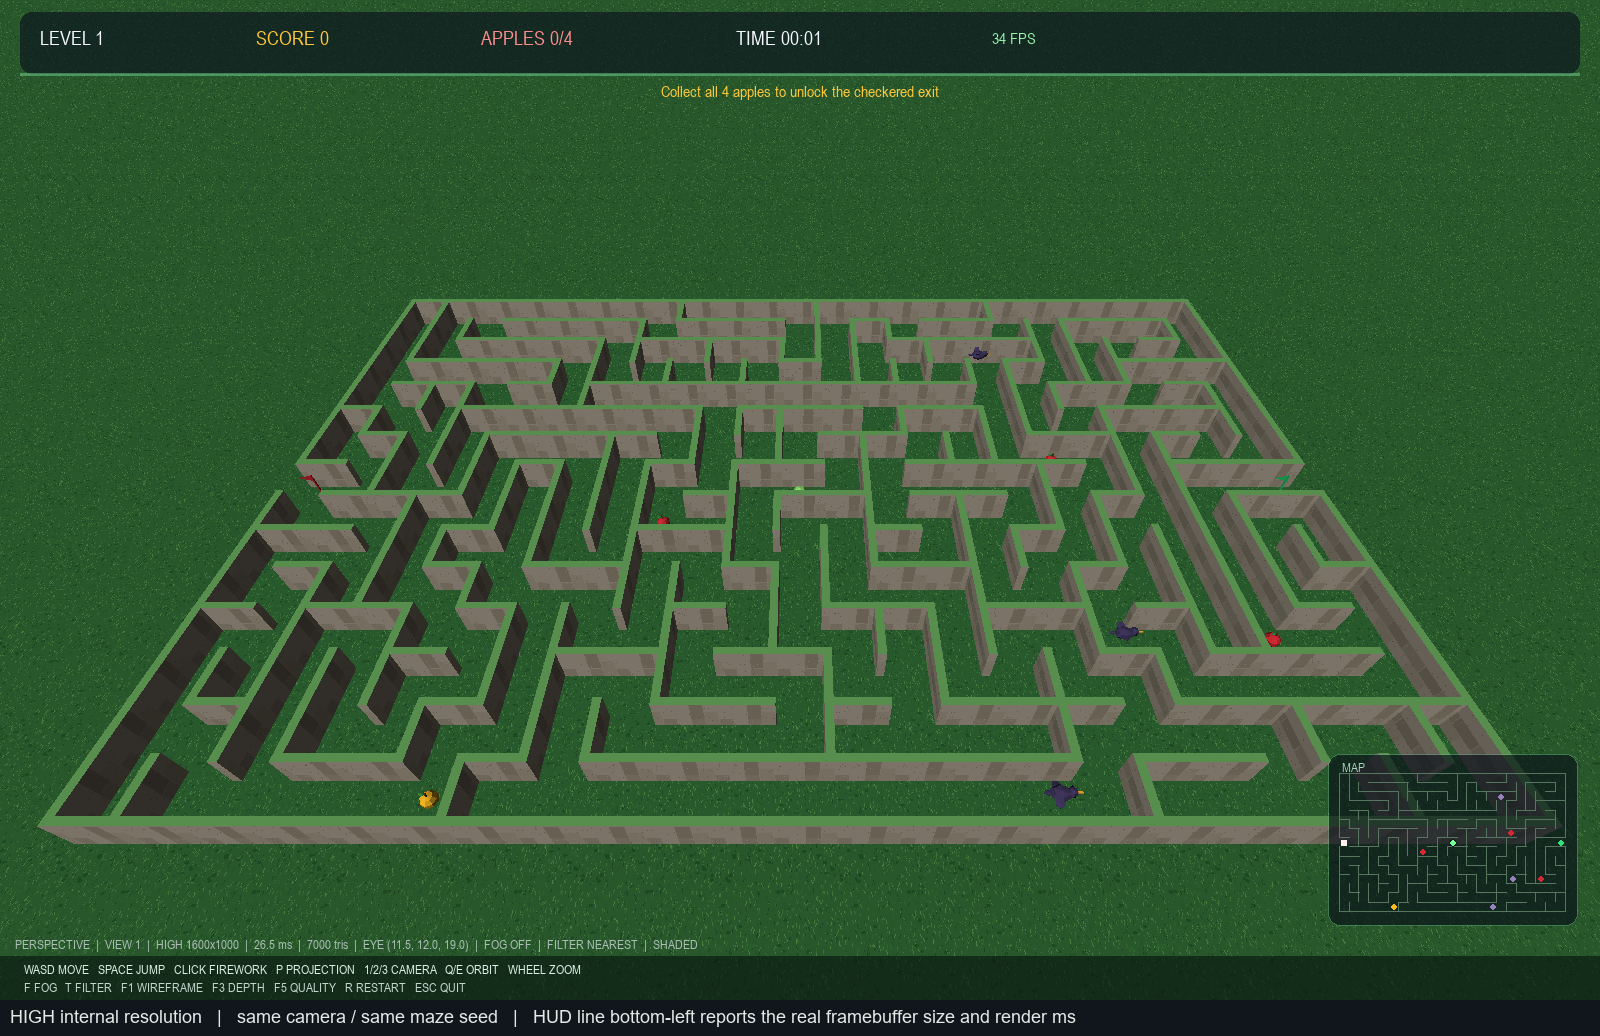 LEVEL 1 SCORE 0 APPLES 0/4 TIME 00:01 34 FPS
Collect all 4 apples to unlock the checkered exit
MAP
PERSPECTIVE | VIEW 1 | HIGH 1600x1000 | 26.5 ms | 7000 tris | EYE (11.5, 12.0, 19.0) | FOG OFF | FILTER NEAREST | SHADED
WASD MOVE SPACE JUMP CLICK FIREWORK P PROJECTION 1/2/3 CAMERA Q/E ORBIT WHEEL ZOOM
F FOG T FILTER F1 WIREFRAME F3 DEPTH F5 QUALITY R RESTART ESC QUIT
HIGH internal resolution | same camera / same maze seed | HUD line bottom-left reports the real framebuffer size and render ms